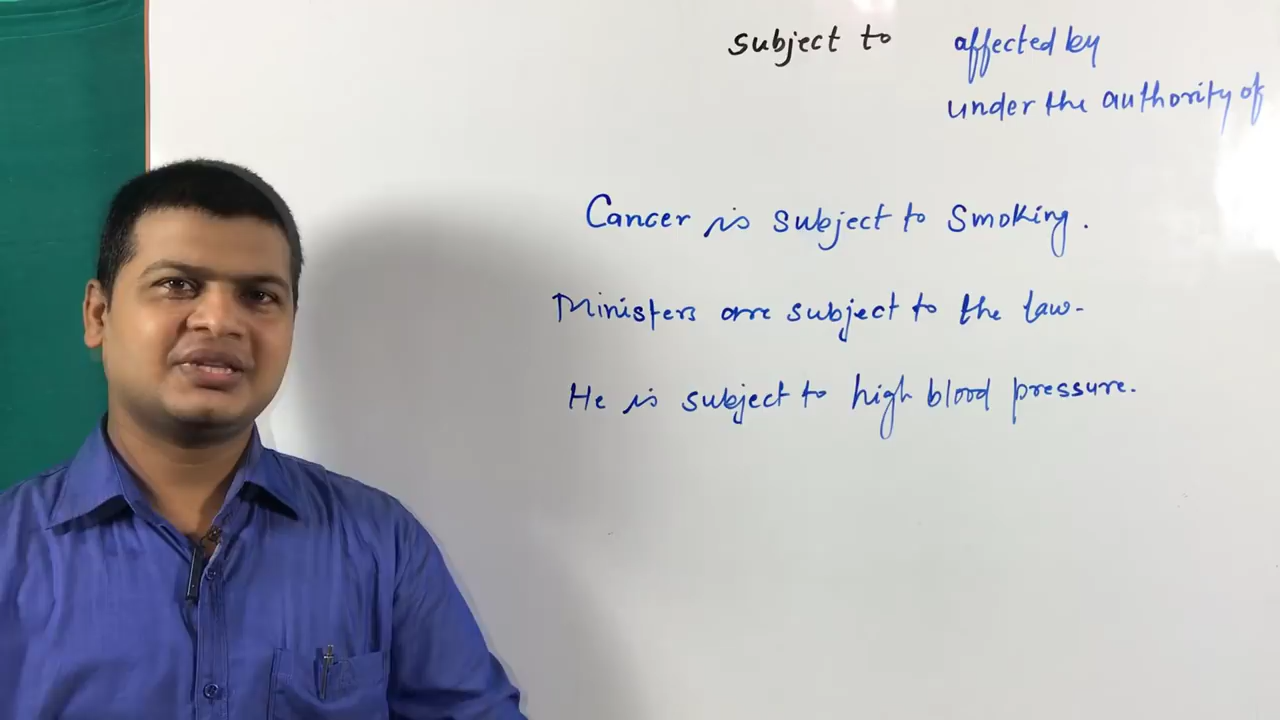 subject to affected by
under the authority of
Cancer is subject to smoking.
Ministers are subject to the law.
He is subject to high blood pressure.